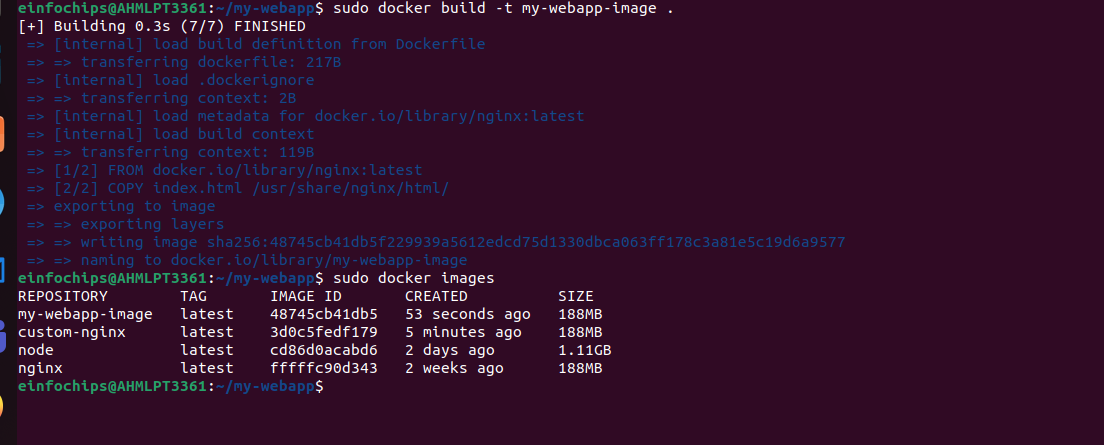 einfochips@AHMLPT3361:~/my-webapp$ sudo docker build -t my-webapp-image .
[+] Building 0.3s (7/7) FINISHED
=> [internal] load build definition from Dockerfile
=> => transferring dockerfile: 217B
=> [internal] load .dockerignore
=> => transferring context: 2B
=> [internal] load metadata for docker.io/library/nginx:latest
=> [internal] load build context
=> => transferring context: 119B
=> [1/2] FROM docker.io/library/nginx:latest
=> [2/2] COPY index.html /usr/share/nginx/html/
=> exporting to image
=> => exporting layers
=> => writing image sha256:48745cb41db5f229939a5612edcd75d1330dbca063ff178c3a81e5c19d6a9577
=> => naming to docker.io/library/my-webapp-image
einfochips@AHMLPT3361:~/my-webapp$ sudo docker images
REPOSITORY TAG IMAGE ID CREATED SIZE
my-webapp-image latest 48745cb41db5 53 seconds ago 188MB
custom-nginx latest 3d0c5fedf179 5 minutes ago 188MB
node latest cd86d0acabd6 2 days ago 1.11GB
nginx latest fffffc90d343 2 weeks ago 188MB
einfochips@AHMLPT3361:~/my-webapp$